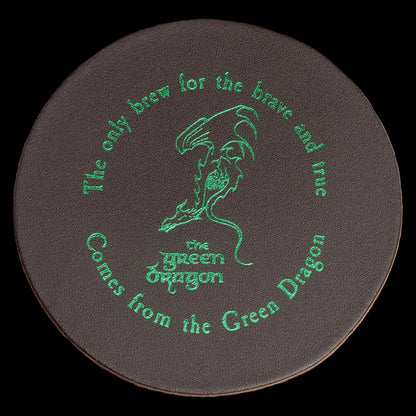 The only brew for the brave and true
the
green
dragon
Comes from the Green Dragon